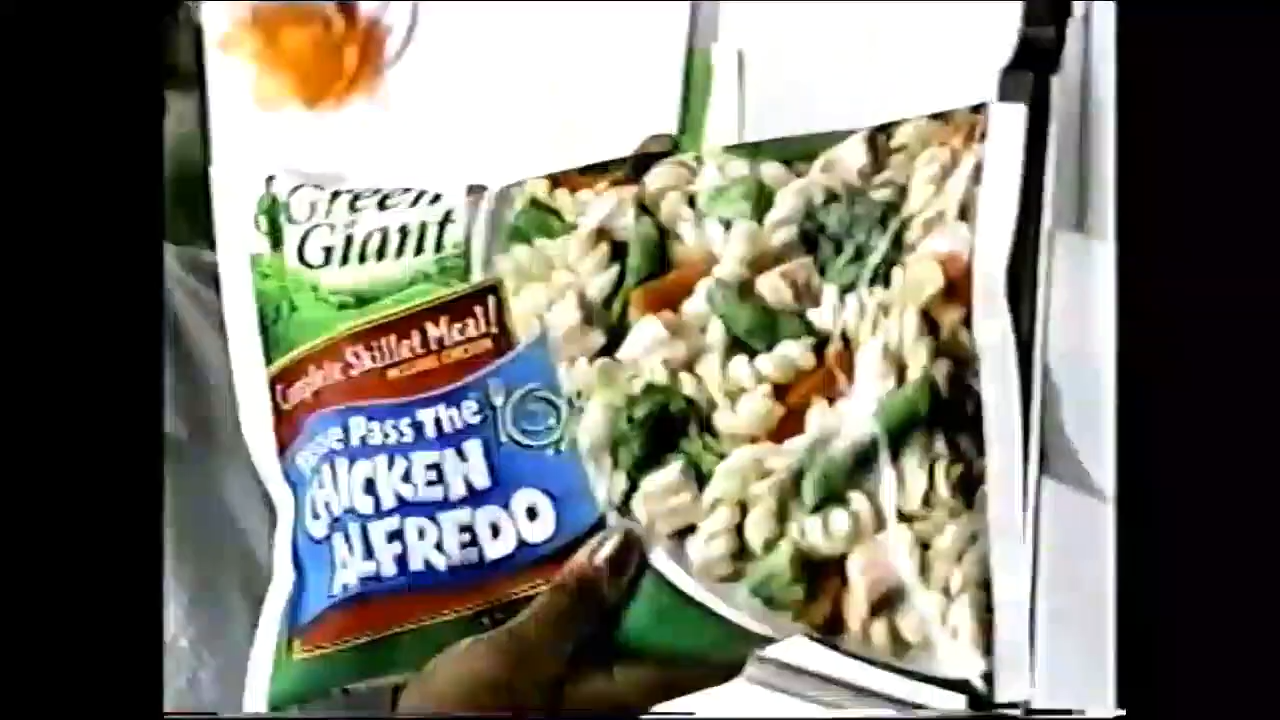 Green
Giant
Complete Skillet Meal!
Pass The
CHICKEN
ALFREDO